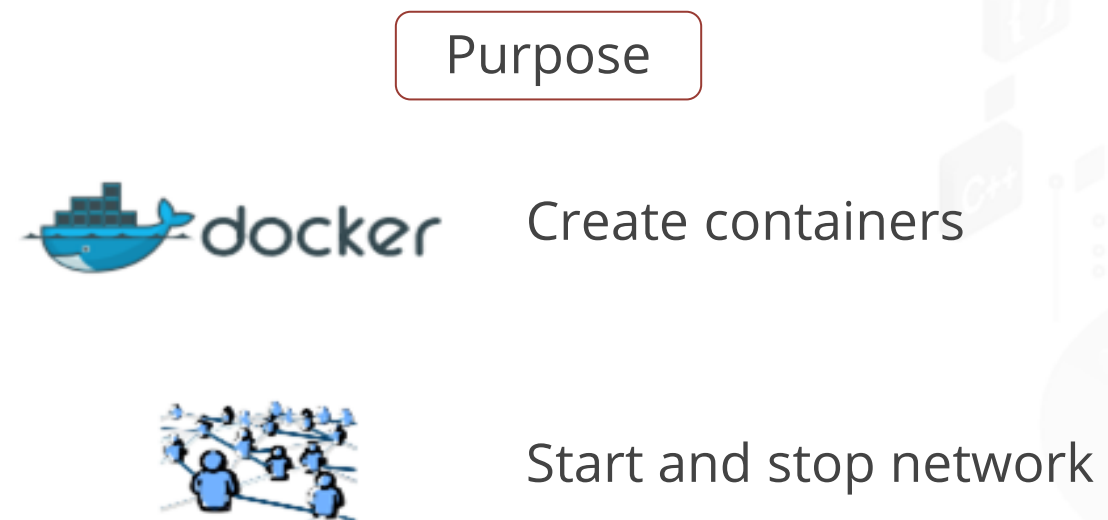 Purpose
docker
Create containers
Start and stop network
C++